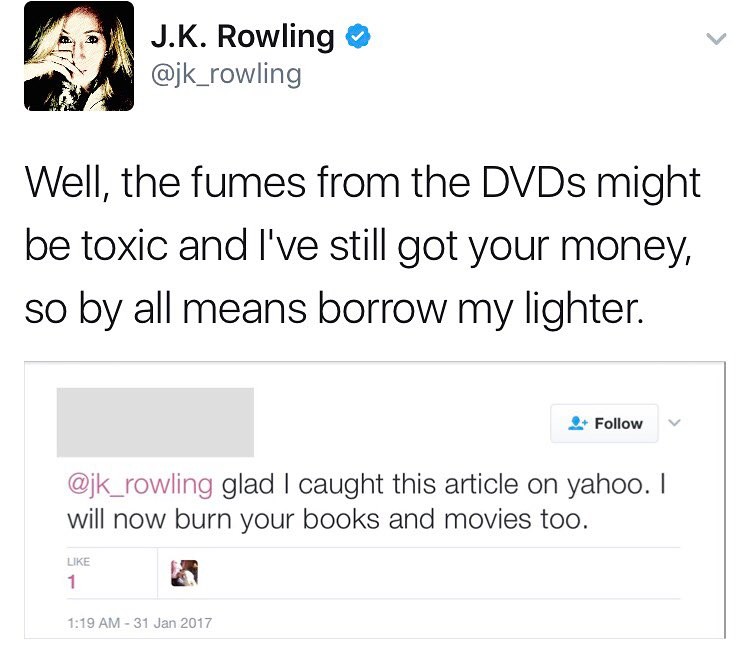 J.K. Rowling
@jk_rowling
Well, the fumes from the DVDs might
be toxic and I've still got your money,
so by all means borrow my lighter.
Follow
@jk_rowling glad I caught this article on yahoo. I
will now burn your books and movies too.
LIKE
1
1:19 AM - 31 Jan 2017